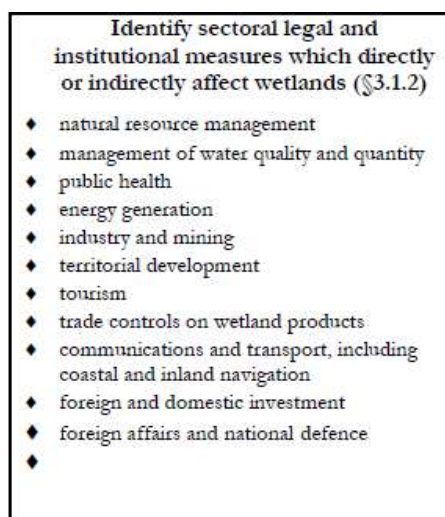 Identify sectoral legal and
institutional measures which directly
or indirectly affect wetlands (§3.1.2)
♦ natural resource management
♦ management of water quality and quantity
♦ public health
♦ energy generation
♦ industry and mining
♦ territorial development
♦ tourism
♦ trade controls on wetland products
♦ communications and transport, including
coastal and inland navigation
♦ foreign and domestic investment
♦ foreign affairs and national defence
♦